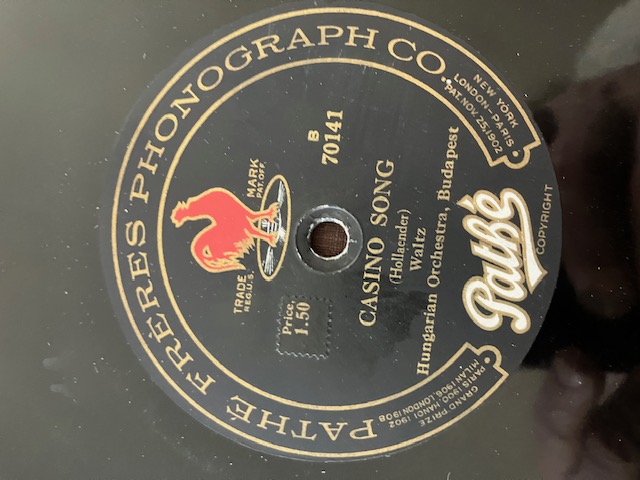 PATHÉ FRÈRES PHONOGRAPH CO.
NEW YORK
LONDON–PARIS
"PAT. NOV. 25, 1902
TRADE MARK
REG. U.S. PAT. OFF.
B
70141
Price
1.50
CASINO SONG
(Hollaender)
Waltz
Hungarian Orchestra, Budapest
GRAND PRIZE
PARIS 1900, HANOI 1902
MILAN 1906, LONDON 1908
Pathé
COPYRIGHT